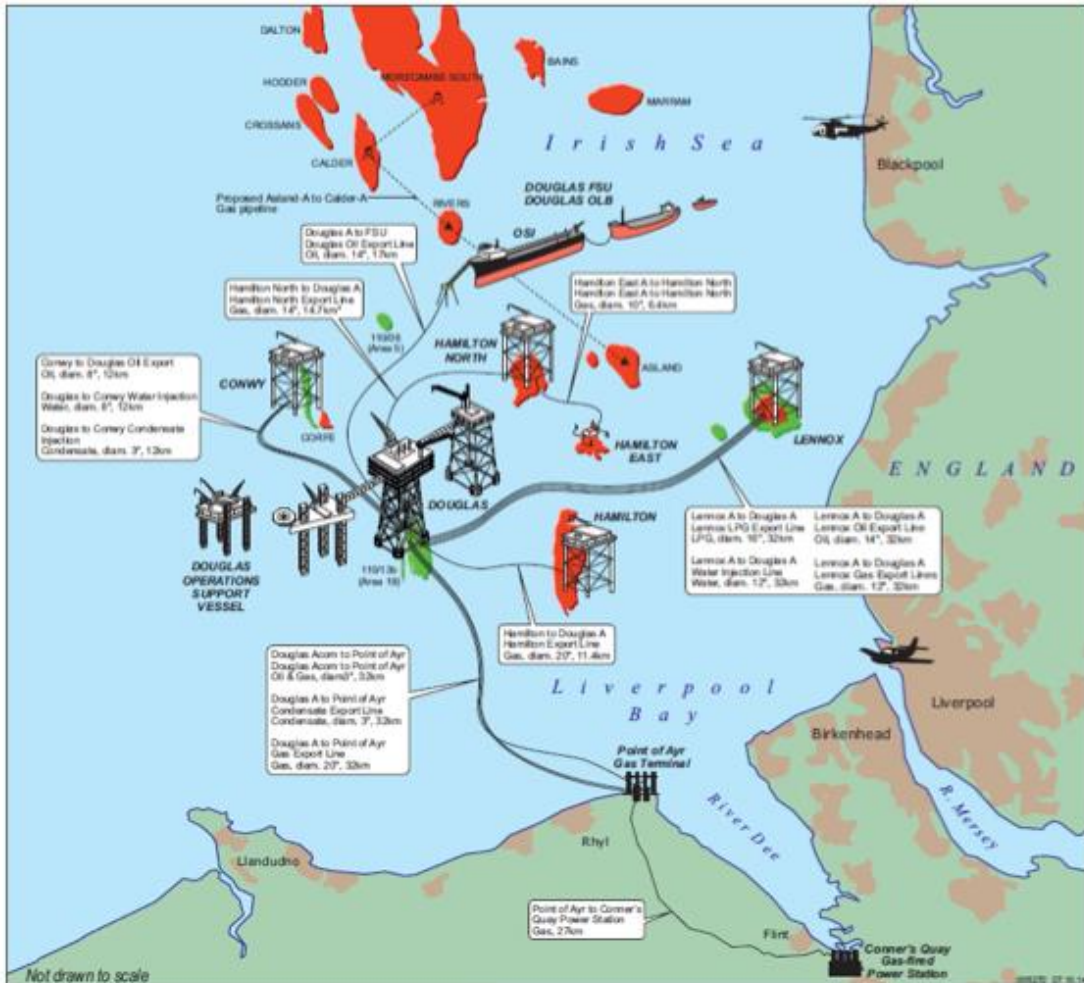 DALTON
HODDER
CROSSANS
CALDER
MORECAMBE SOUTH
BAINS
MARRAM
Irish Sea
Blackpool
Proposed Asland-A to Calder-A
Gas pipeline
RIVERS
DOUGLAS FSU
DOUGLAS OLB
OSI
Douglas A to FSU
Douglas Oil Export Line
Oil, diam. 14", 17km
Hamilton North to Douglas A
Hamilton North Export Line
Gas, diam. 14", 14.7km"
Hamilton East A to Hamilton North
Hamilton East A to Hamilton North
Gas, diam. 10", 6.4km
(Area 5)
HAMILTON
NORTH
ASLAND
Conwy to Douglas Oil Export
Oil, diam. 8", 12km
Douglas to Conwy Water Injection
Water, diam. 8", 12km
Douglas to Conwy Condensate
Injection
Condensate, diam. 3", 12km
CONWY
CORFE
HAMILTON
EAST
LENNOX
ENGLAND
DOUGLAS
DOUGLAS
OPERATIONS
SUPPORT
VESSEL
110/13b
HAMILTON
Lennox A to Douglas A
Lennox LPG Export Line
LPG, diam. 16", 32km
Lennox A to Douglas A
Water Injection Line
Water, diam. 12", 32km
Lennox A to Douglas A
Lennox Oil Export Line
Oil, diam. 14", 32km
Lennox A to Douglas A
Lennox Gas Export Lines
Gas, diam. 12", 32km
Hamilton to Douglas A
Hamilton Export Line
Gas, diam. 20", 11.4km
Douglas Acorn to Point of Ayr
Douglas Acorn to Point of Ayr
Oil & Gas, diam3", 32km
Douglas A to Point of Ayr
Condensate Export Line
Condensate, diam. 3", 32km
Douglas A to Point of Ayr
Gas Export Line
Gas, diam. 20", 32km
Liverpool
Bay
Liverpool
Birkenhead
Point of Ayr
Gas Terminal
River Dee
R. Mersey
Llandudno
Rhyl
Point of Ayr to Conner's
Quay Power Station
Gas, 27km
Flint
Conner's Quay
Gas-fired
Power Station
Not drawn to scale